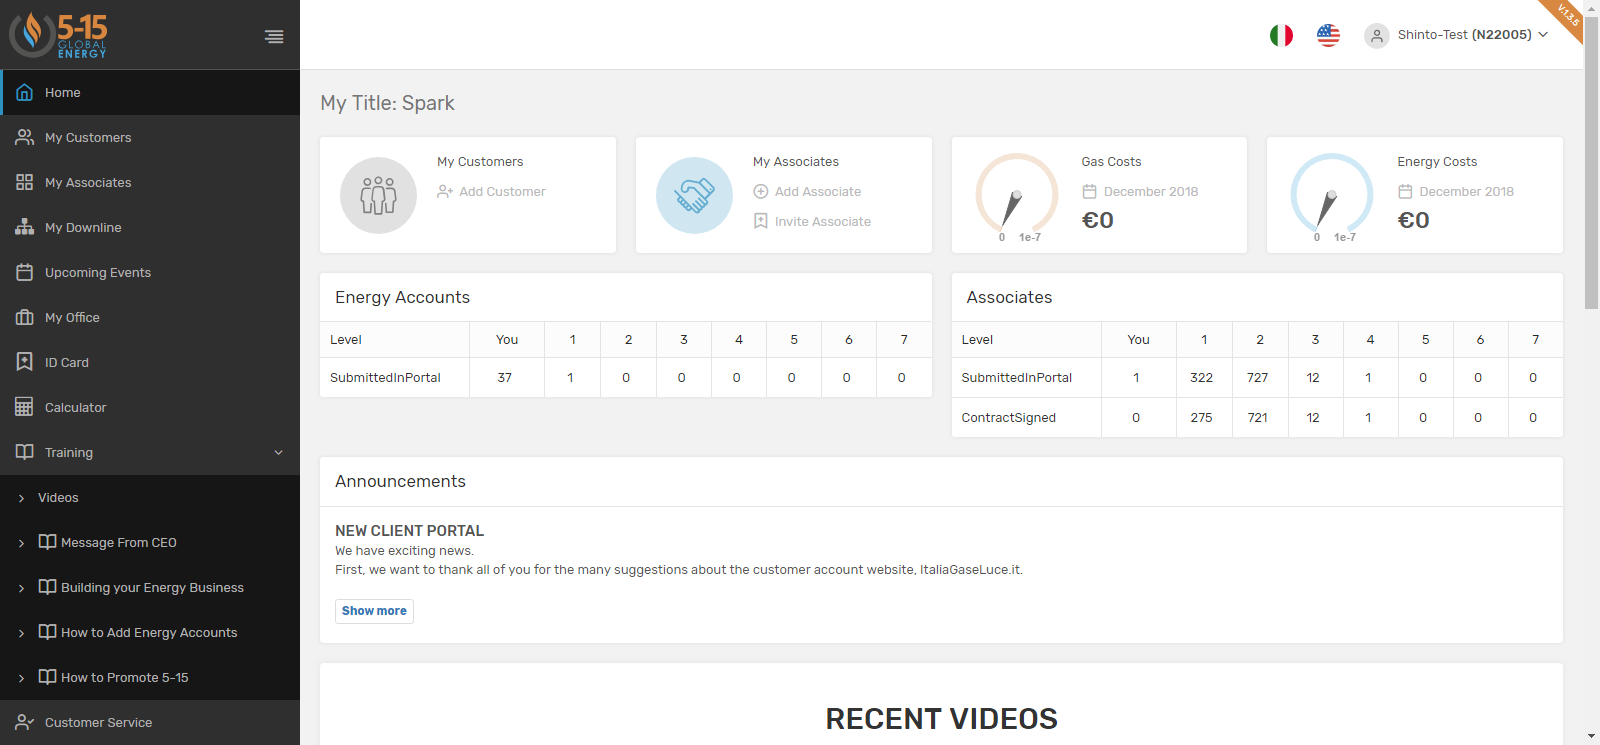 5-15
GLOBAL
ENERGY
Shinto-Test (N22005)
V.1.3.5
Home
My Customers
My Associates
My Downline
Upcoming Events
My Office
ID Card
Calculator
Training
Videos
Message From CEO
Building your Energy Business
How to Add Energy Accounts
How to Promote 5-15
Customer Service
My Title: Spark
My Customers
Add Customer
My Associates
Add Associate
Invite Associate
Gas Costs
December 2018
€0
0 1e-7
Energy Costs
December 2018
€0
0 1e-7
Energy Accounts
Level You 1 2 3 4 5 6 7
SubmittedInPortal 37 1 0 0 0 0 0 0
Associates
Level You 1 2 3 4 5 6 7
SubmittedInPortal 1 322 727 12 1 0 0 0
ContractSigned 0 275 721 12 1 0 0 0
Announcements
NEW CLIENT PORTAL
We have exciting news.
First, we want to thank all of you for the many suggestions about the customer account website, ItaliaGaseLuce.it.
Show more
RECENT VIDEOS